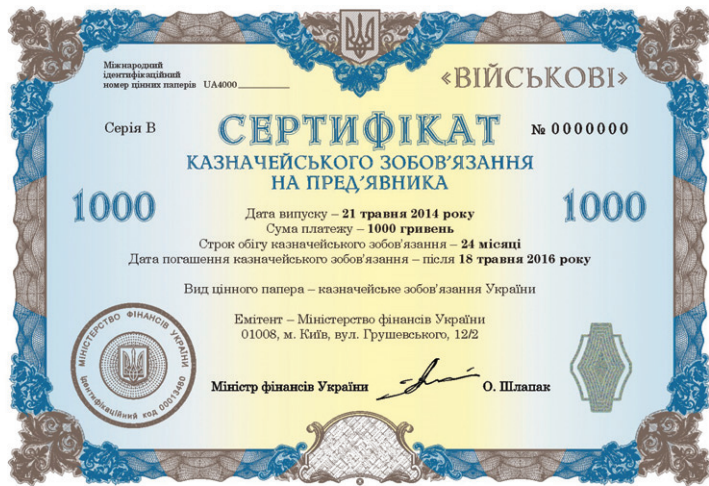 Міжнародний
ідентифікаційний
номер цінних паперів UA4000__________
«ВІЙСЬКОВІ»
Серія В
СЕРТИФІКАТ
№ 0000000
КАЗНАЧЕЙСЬКОГО ЗОБОВ'ЯЗАННЯ
НА ПРЕД'ЯВНИКА
1000
1000
Дата випуску – 21 травня 2014 року
Сума платежу – 1000 гривень
Строк обігу казначейського зобов'язання – 24 місяці
Дата погашення казначейського зобов'язання – після 18 травня 2016 року
Вид цінного папера – казначейське зобов'язання України
Емітент – Міністерство фінансів України
01008, м. Київ, вул. Грушевського, 12/2
МІНІСТЕРСТВО ФІНАНСІВ УКРАЇНИ
Ідентифікаційний код 00013480
Міністр фінансів України
О. Шлапак